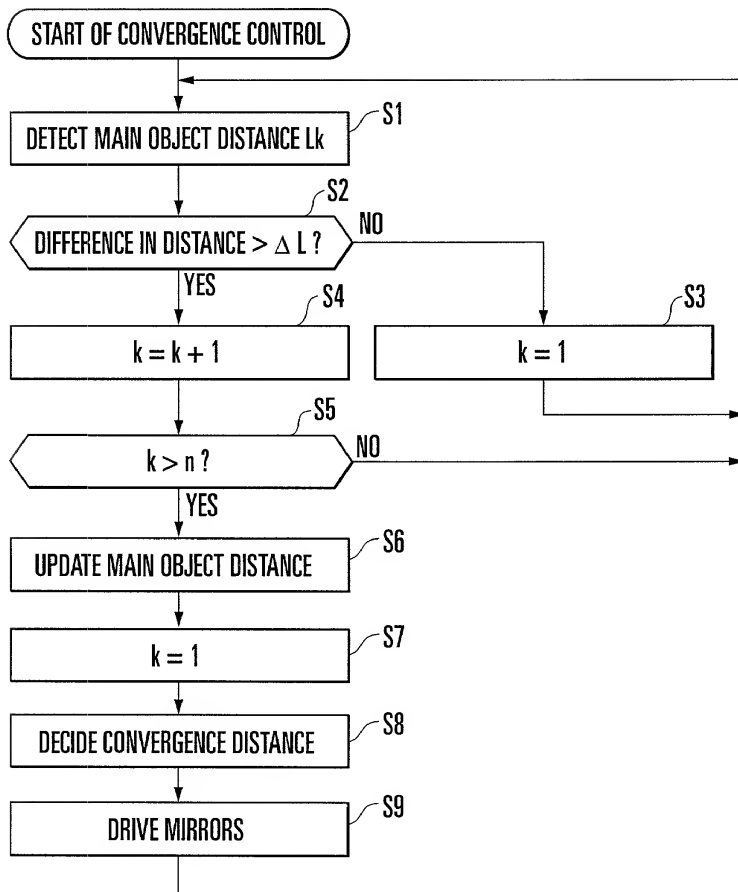 START OF CONVERGENCE CONTROL
S1
DETECT MAIN OBJECT DISTANCE Lk
S2
DIFFERENCE IN DISTANCE > Δ L ?
NO
YES
S4
k = k + 1
S3
k = 1
S5
k > n ?
NO
YES
S6
UPDATE MAIN OBJECT DISTANCE
S7
k = 1
S8
DECIDE CONVERGENCE DISTANCE
S9
DRIVE MIRRORS